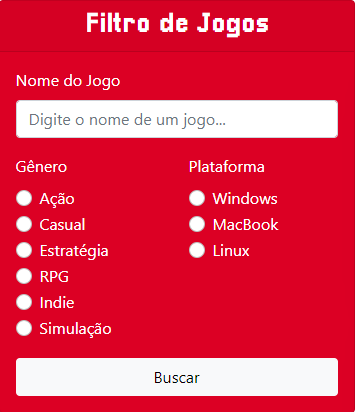 Filtro de Jogos
Nome do Jogo
Digite o nome de um jogo...
Gênero
Ação
Casual
Estratégia
RPG
Indie
Simulação
Plataforma
Windows
MacBook
Linux
Buscar